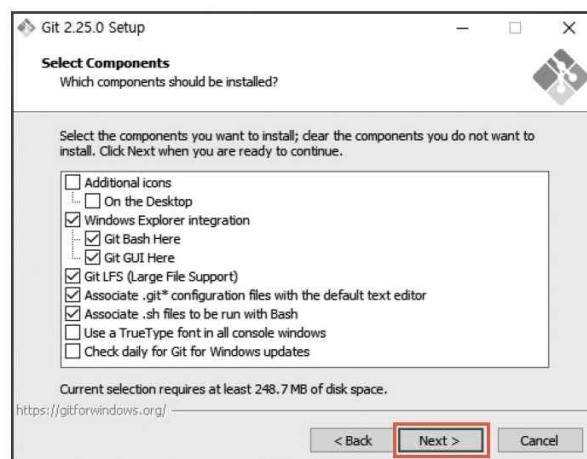 Git 2.25.0 Setup
Select Components
Which components should be installed?
Select the components you want to install; clear the components you do not want to
install. Click Next when you are ready to continue.
Additional icons
On the Desktop
Windows Explorer integration
Git Bash Here
Git GUI Here
Git LFS (Large File Support)
Associate .git* configuration files with the default text editor
Associate .sh files to be run with Bash
Use a TrueType font in all console windows
Check daily for Git for Windows updates
Current selection requires at least 248.7 MB of disk space.
https://gitforwindows.org/
< Back Next > Cancel